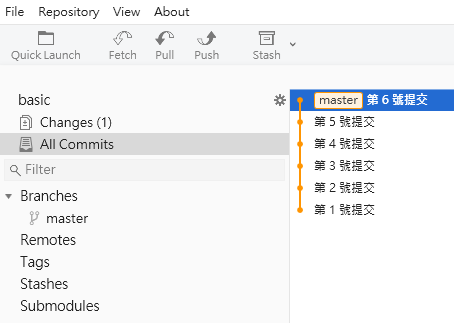 File Repository View About
Quick Launch Fetch Pull Push Stash
basic
Changes (1)
All Commits
Filter
Branches
master
Remotes
Tags
Stashes
Submodules
master 第 6 號提交
第 5 號提交
第 4 號提交
第 3 號提交
第 2 號提交
第 1 號提交